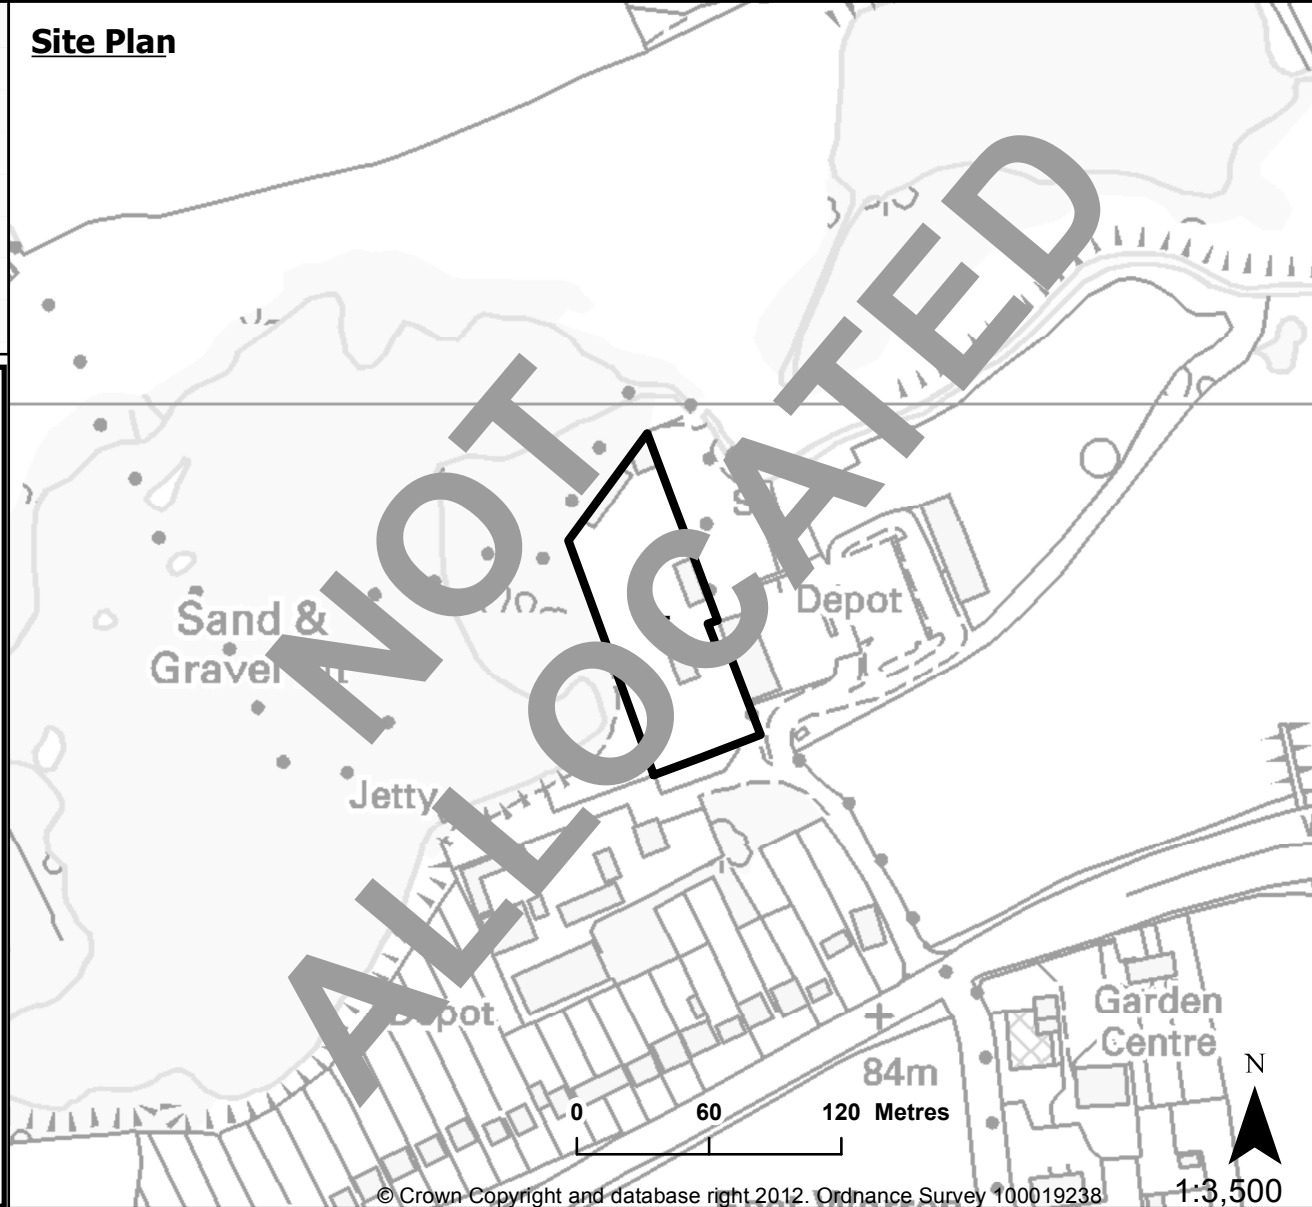 Site Plan
NOT
ALLOCATED
Depot
Sand &
Gravel
Jetty
Depot
Garden
Centre
84m
N
0 60 120 Metres
© Crown Copyright and database right 2012. Ordnance Survey 100019238
1:3,500